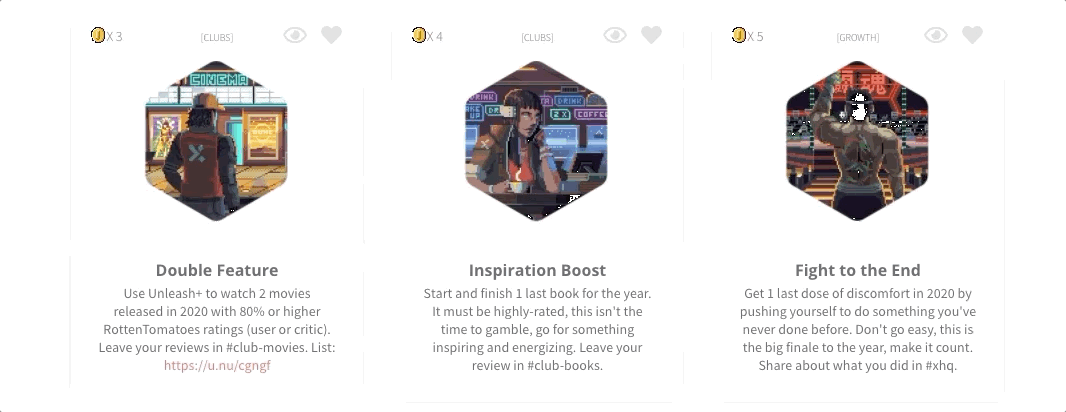 X 3
[CLUBS]
CINEMA
Double Feature
Use Unleash+ to watch 2 movies
released in 2020 with 80% or higher
RottenTomatoes ratings (user or critic).
Leave your reviews in #club-movies. List:
https://u.nu/cgngf
X 4
[CLUBS]
DRINK
DRINK
2 X
COFFEE
Inspiration Boost
Start and finish 1 last book for the year.
It must be highly-rated, this isn't the
time to gamble, go for something
inspiring and energizing. Leave your
review in #club-books.
X 5
[GROWTH]
闘魂
Fight to the End
Get 1 last dose of discomfort in 2020 by
pushing yourself to do something you've
never done before. Don't go easy, this is
the big finale to the year, make it count.
Share about what you did in #xhq.